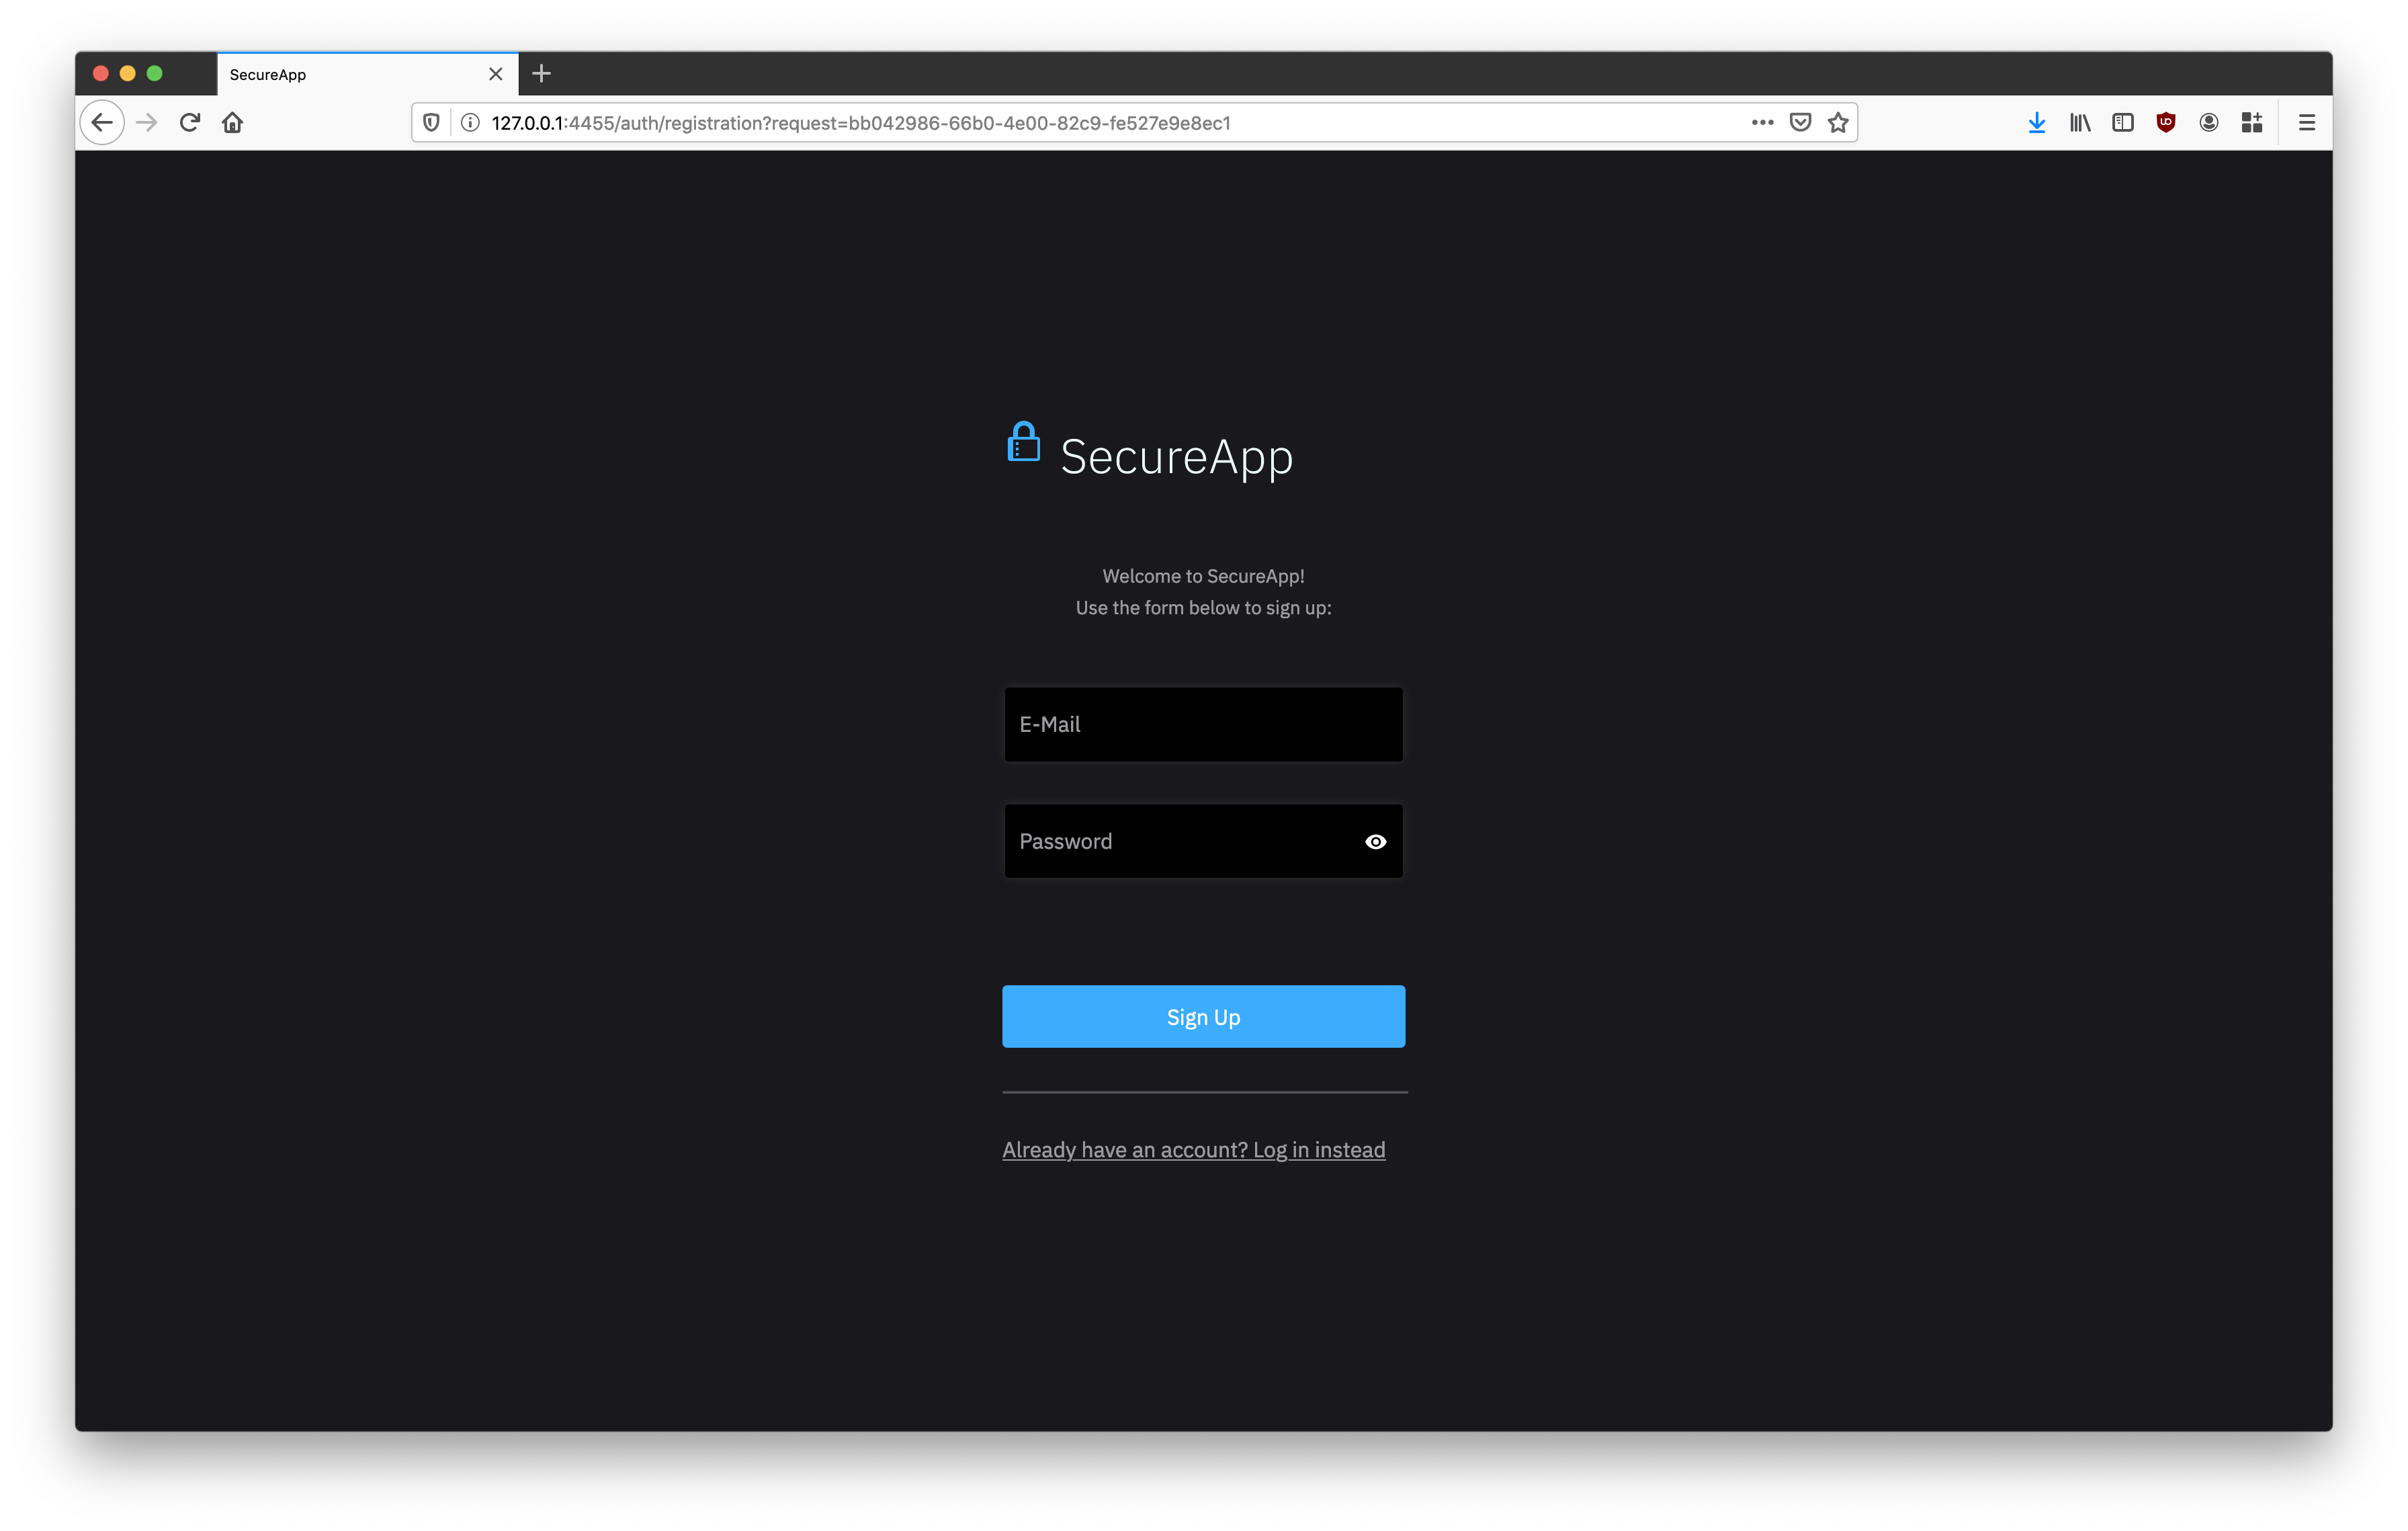 SecureApp
127.0.0.1:4455/auth/registration?request=bb042986-66b0-4e00-82c9-fe527e9e8ec1
SecureApp
Welcome to SecureApp!
Use the form below to sign up:
E-Mail
Password
Sign Up
Already have an account? Log in instead